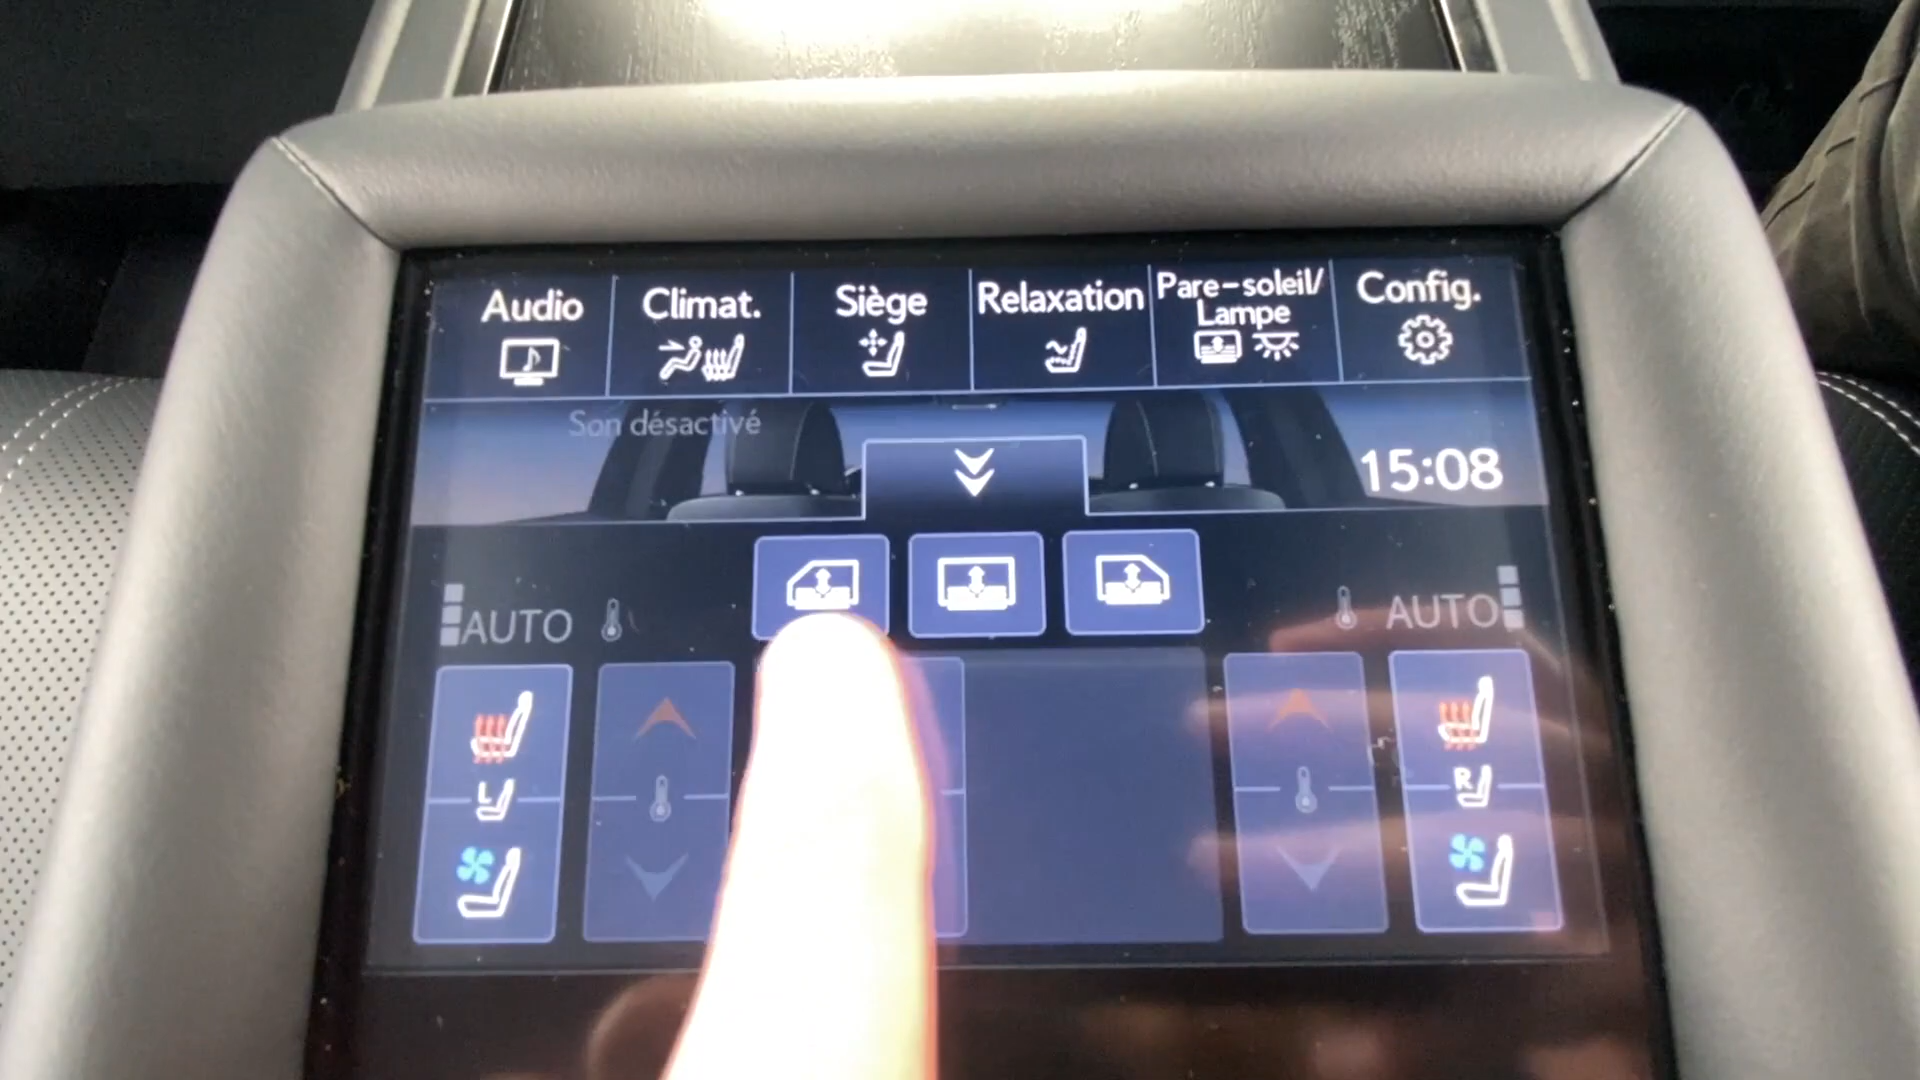 Audio
Climat.
Siège
Relaxation
Pare-soleil/
Lampe
Config.
Son désactivé
15:08
AUTO
AUTO
L
R